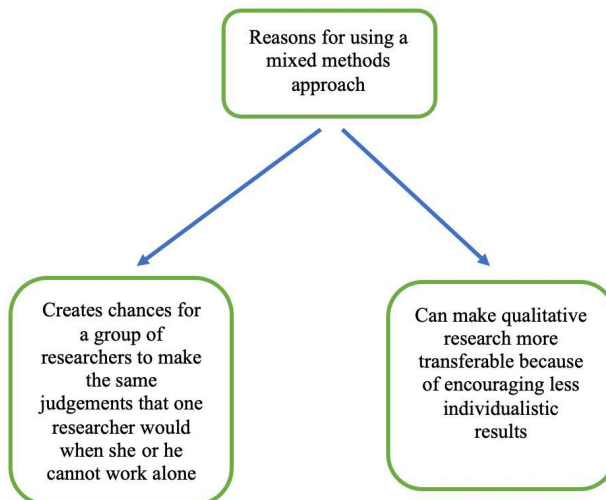 Reasons for using a
mixed methods
approach
Creates chances for
a group of
researchers to make
the same
judgements that one
researcher would
when she or he
cannot work alone
Can make qualitative
research more
transferable because
of encouraging less
individualistic
results